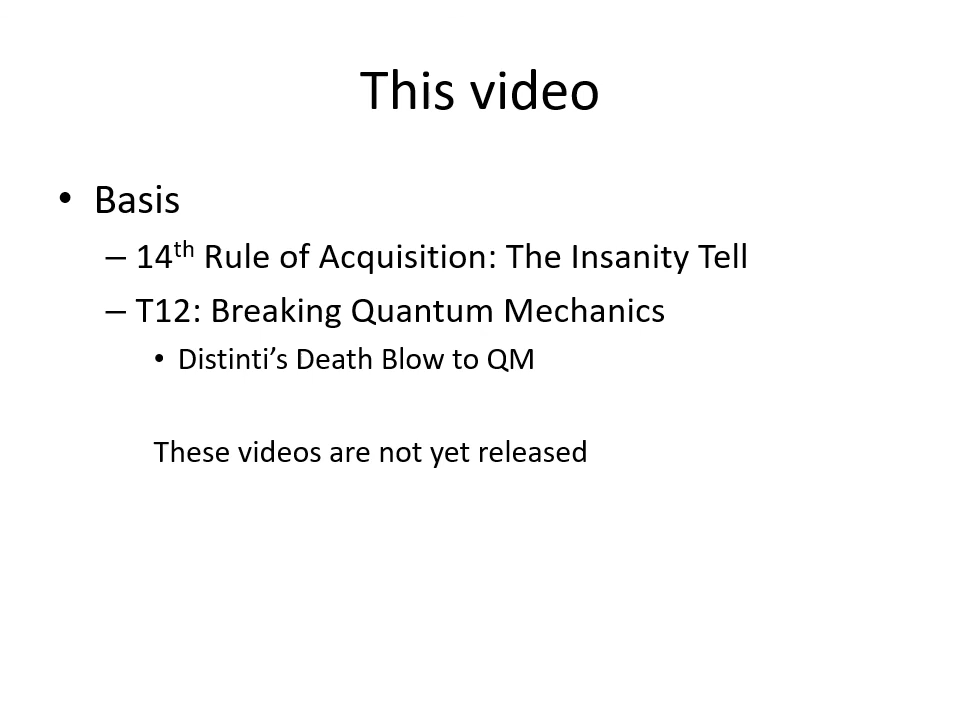 This video
• Basis
– 14th Rule of Acquisition: The Insanity Tell
– T12: Breaking Quantum Mechanics
• Distinti’s Death Blow to QM
These videos are not yet released